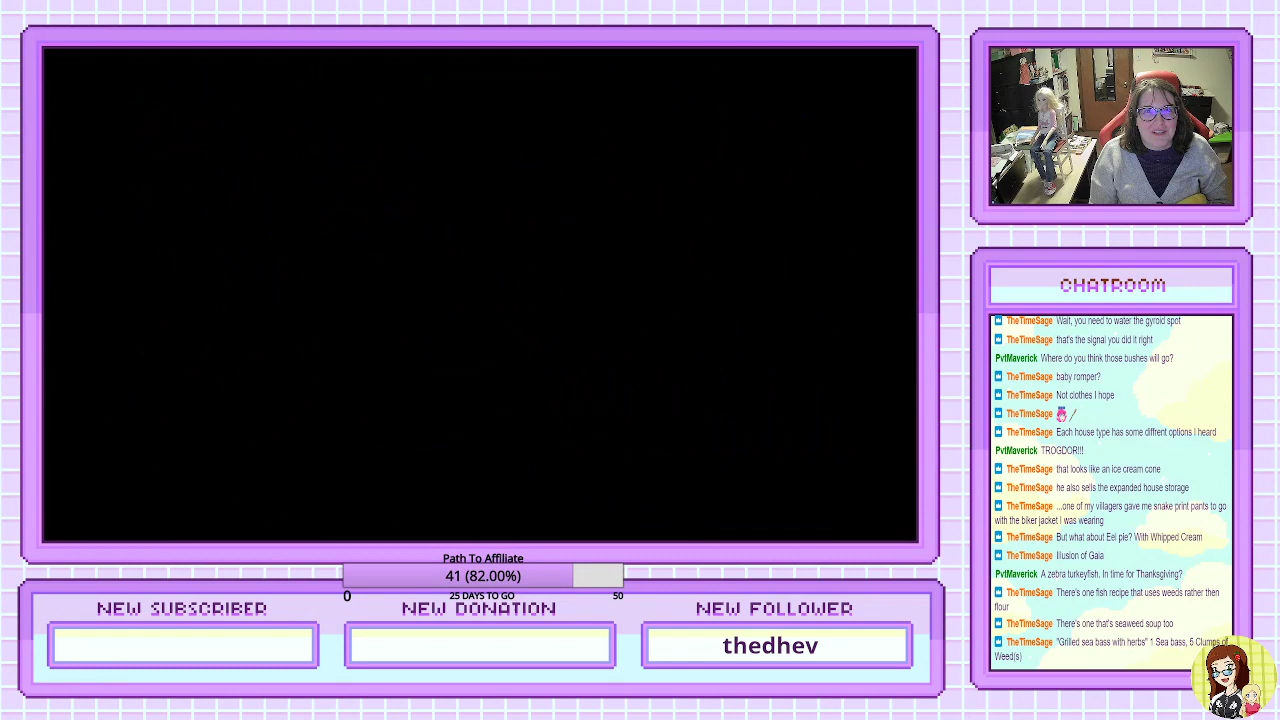 CHATROOM
TheTimeSage Wait, you need to water the gyroid spot
TheTimeSage that's the signal you did it right
PvtMaverick Where do you think those bushes will go?
TheTimeSage baby romper?
TheTimeSage Not clothes I hope
TheTimeSage /
TheTimeSage Each house type has some diffrent options I heard
PvtMaverick TROGDOR!!!
TheTimeSage that looks like an ice cream cone
TheTimeSage he also sells the expanded house storage
TheTimeSage ...one of my villagers gave me snake print pants to go
with the biker jacket I was wearing
TheTimeSage But what about Eel pie? With Whipped Cream
TheTimeSage Illusion of Gaia
PvtMaverick A zebra turkeyfish. In time for Thanksgiving?
TheTimeSage There's one fish recipe that uses weeds rather then
flour
TheTimeSage There's one that's seaweed soup too
TheTimeSage "Grilled sea bass with herbs" 1 Sea bass, 5 Clumps of
Weed(s)
Path To Affiliate
41 (82.00%)
0 25 DAYS TO GO 50
NEW SUBSCRIBER NEW DONATION NEW FOLLOWER
thedhev